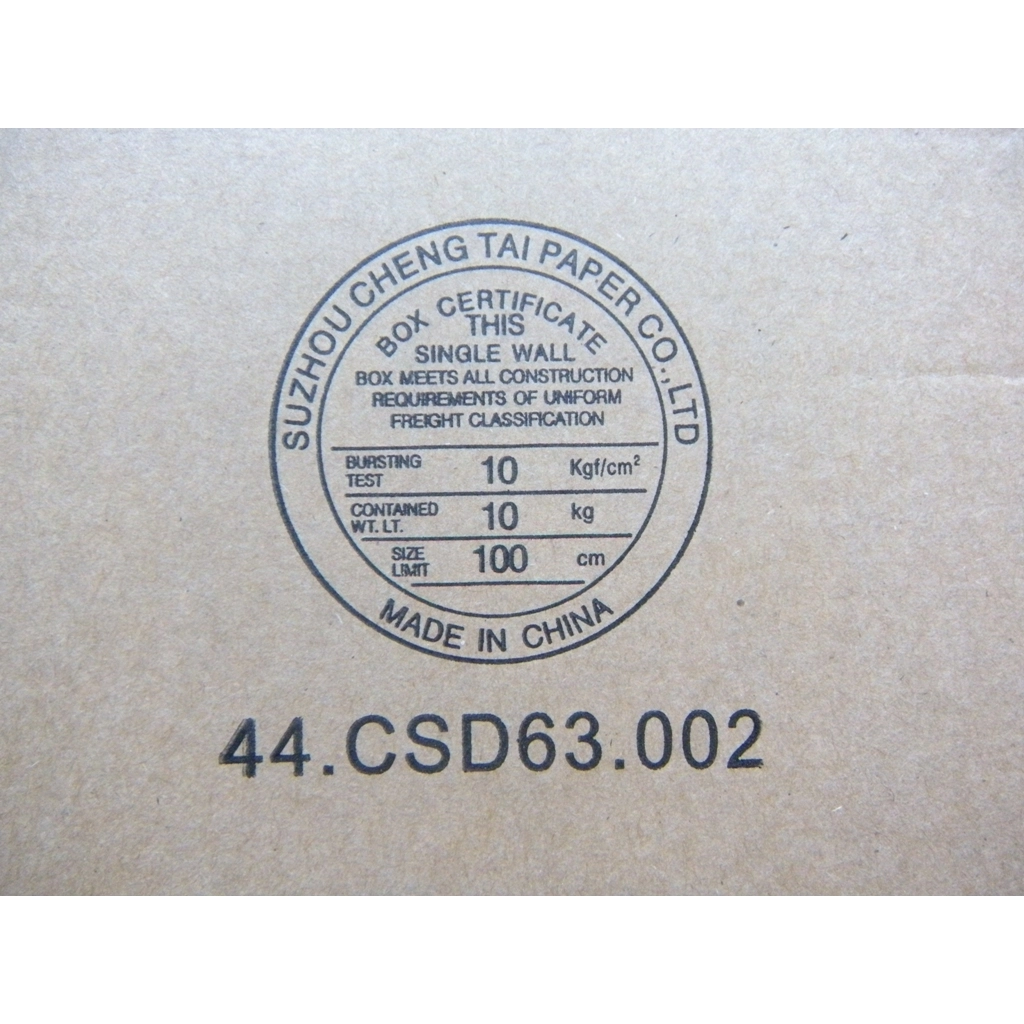 SUZHOU CHENG TAI PAPER CO.,LTD
BOX CERTIFICATE
THIS
SINGLE WALL
BOX MEETS ALL CONSTRUCTION
REQUIREMENTS OF UNIFORM
FREIGHT CLASSIFICATION
BURSTING TEST 10 Kgf/cm²
CONTAINED WT. LT. 10 kg
SIZE LIMIT 100 cm
MADE IN CHINA
44.CSD63.002